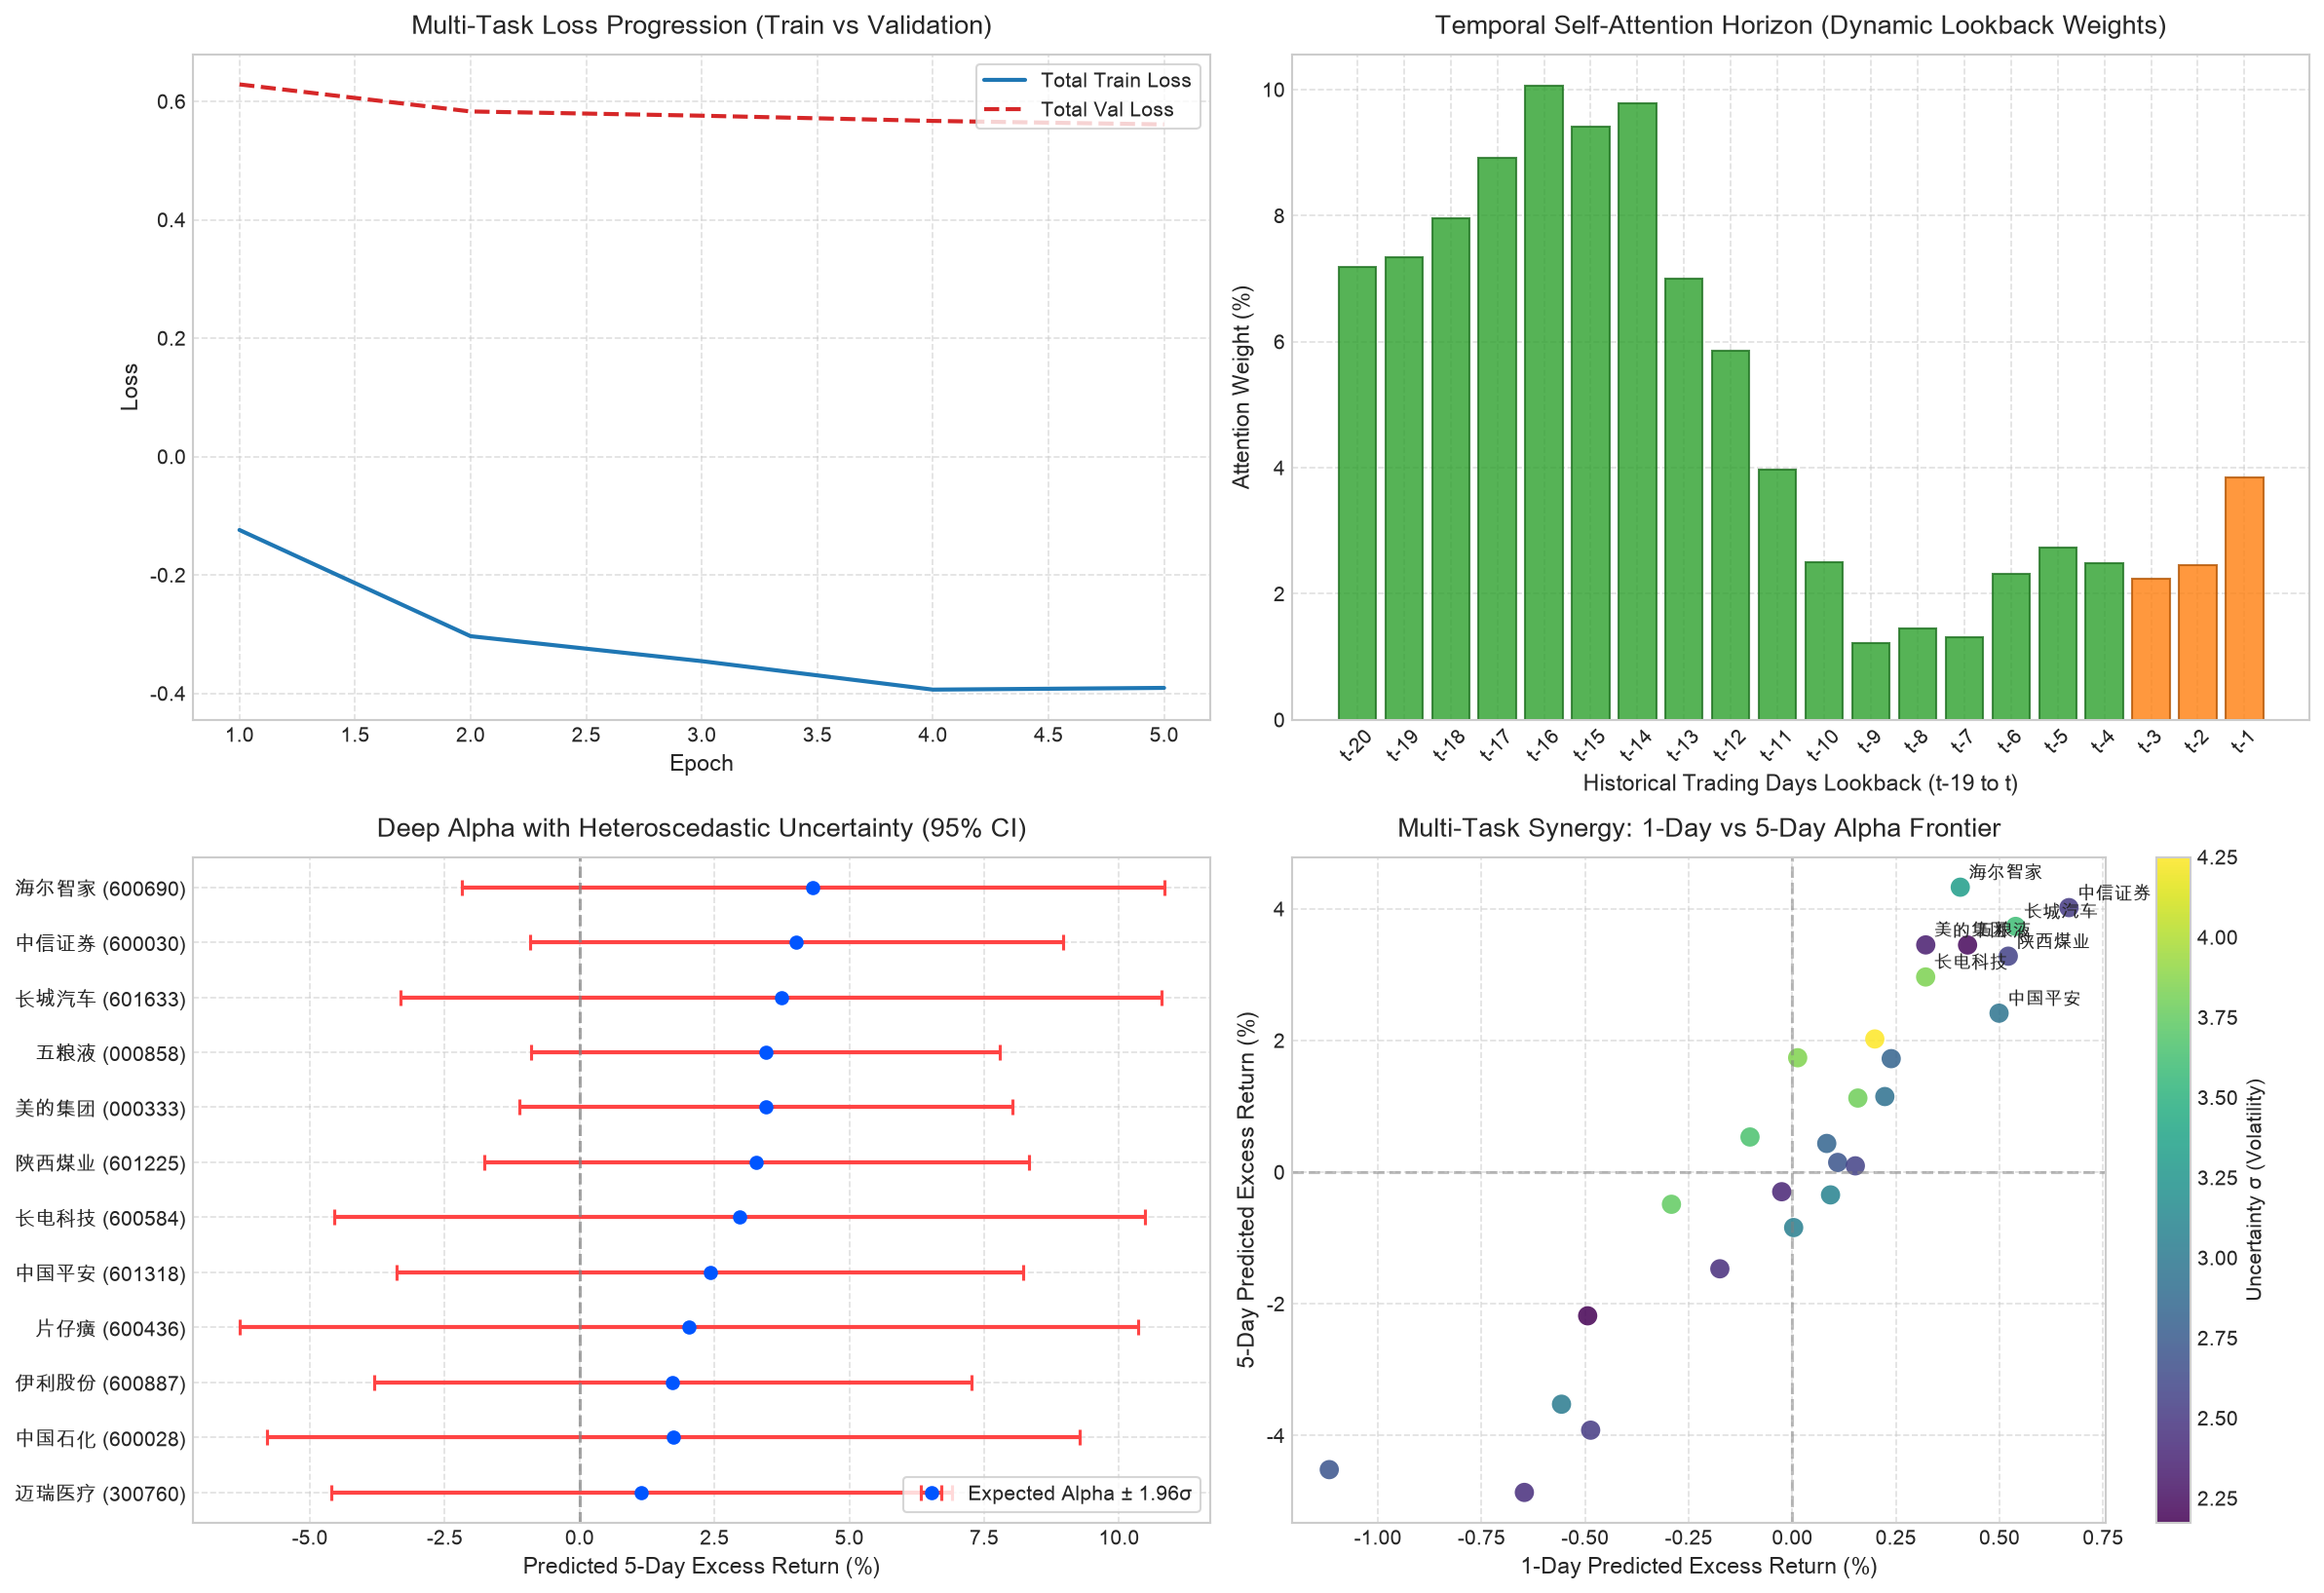 Multi-Task Loss Progression (Train vs Validation)
Total Train Loss
Total Val Loss
Loss
0.6
0.4
0.2
0.0
-0.2
-0.4
1.0 1.5 2.0 2.5 3.0 3.5 4.0 4.5 5.0
Epoch
Temporal Self-Attention Horizon (Dynamic Lookback Weights)
Attention Weight (%)
10
8
6
4
2
0
t-20 t-19 t-18 t-17 t-16 t-15 t-14 t-13 t-12 t-11 t-10 t-9 t-8 t-7 t-6 t-5 t-4 t-3 t-2 t-1
Historical Trading Days Lookback (t-19 to t)
Deep Alpha with Heteroscedastic Uncertainty (95% CI)
海尔智家 (600690)
中信证券 (600030)
长城汽车 (601633)
五粮液 (000858)
美的集团 (000333)
陕西煤业 (601225)
长电科技 (600584)
中国平安 (601318)
片仔癀 (600436)
伊利股份 (600887)
中国石化 (600028)
迈瑞医疗 (300760)
Expected Alpha ± 1.96σ
-5.0 -2.5 0.0 2.5 5.0 7.5 10.0
Predicted 5-Day Excess Return (%)
Multi-Task Synergy: 1-Day vs 5-Day Alpha Frontier
5-Day Predicted Excess Return (%)
4
2
0
-2
-4
海尔智家
中信证券
长城汽车
美的集团
五粮液
陕西煤业
长电科技
中国平安
-1.00 -0.75 -0.50 -0.25 0.00 0.25 0.50 0.75
1-Day Predicted Excess Return (%)
4.25
4.00
3.75
3.50
3.25
3.00
2.75
2.50
2.25
Uncertainty σ (Volatility)